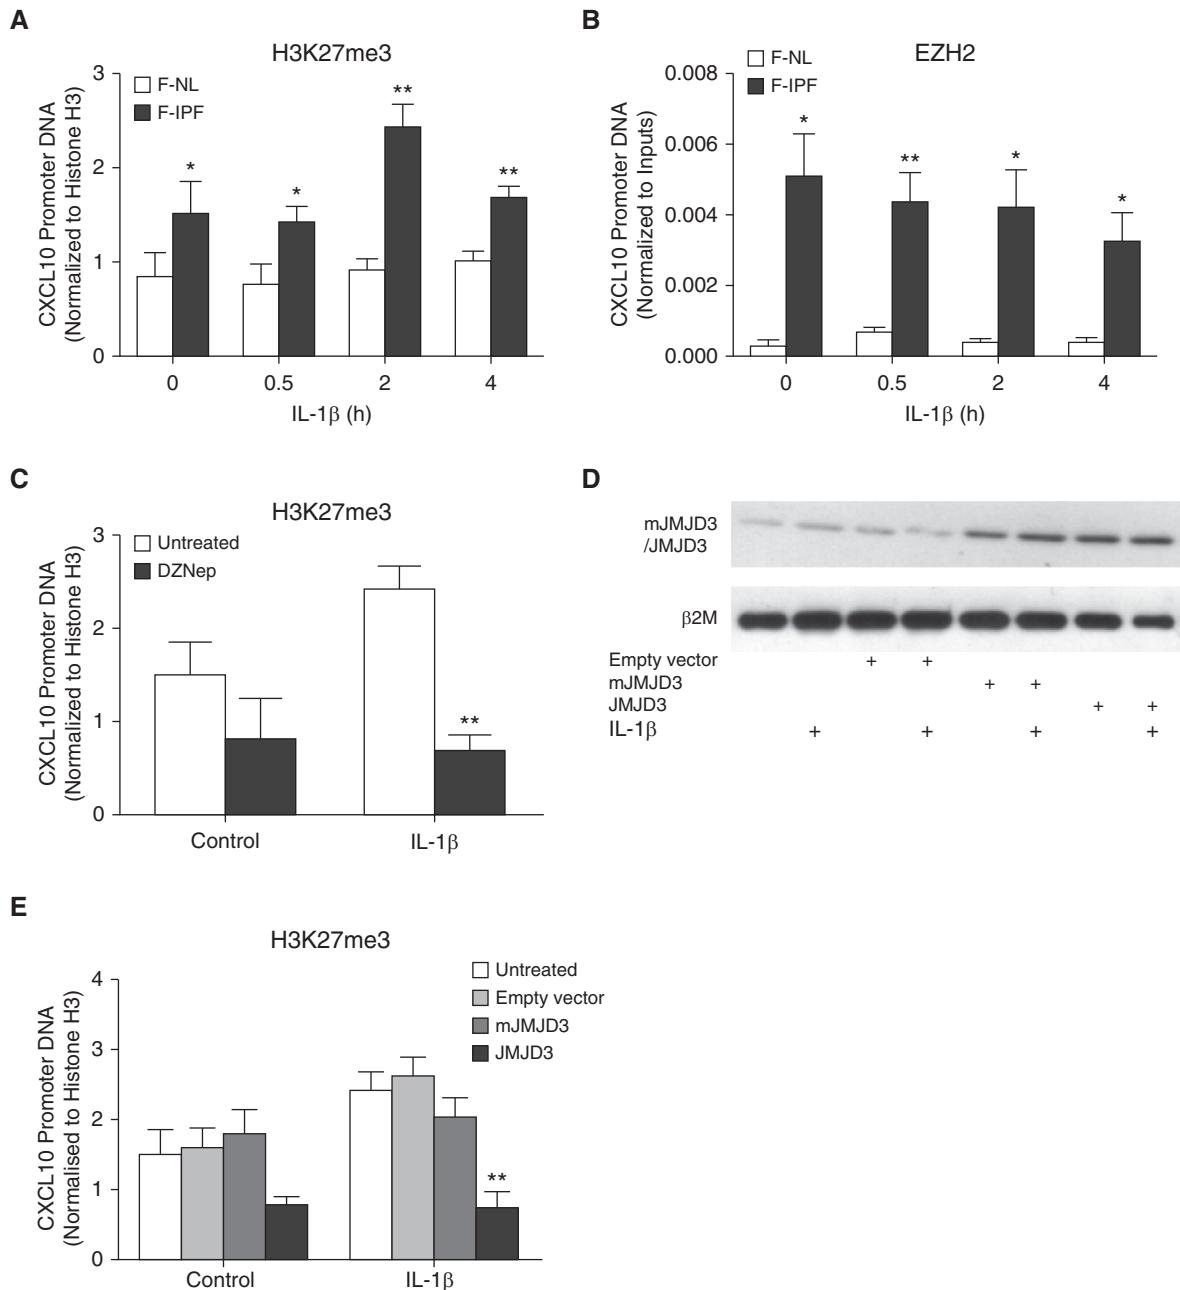 A
H3K27me3
F-NL
F-IPF
CXCL10 Promoter DNA
(Normalized to Histone H3)
3
2
1
0
*
*
**
**
0 0.5 2 4
IL-1β (h)
B
EZH2
F-NL
F-IPF
CXCL10 Promoter DNA
(Normalized to Inputs)
0.008
0.006
0.004
0.002
0.000
*
**
*
*
0 0.5 2 4
IL-1β (h)
C
H3K27me3
Untreated
DZNep
CXCL10 Promoter DNA
(Normalized to Histone H3)
3
2
1
0
**
Control IL-1β
D
mJMJD3
/JMJD3
β2M
Empty vector + +
mJMJD3 + +
JMJD3 + +
IL-1β + + + +
E
H3K27me3
Untreated
Empty vector
mJMJD3
JMJD3
CXCL10 Promoter DNA
(Normalised to Histone H3)
4
3
2
1
0
**
Control IL-1β